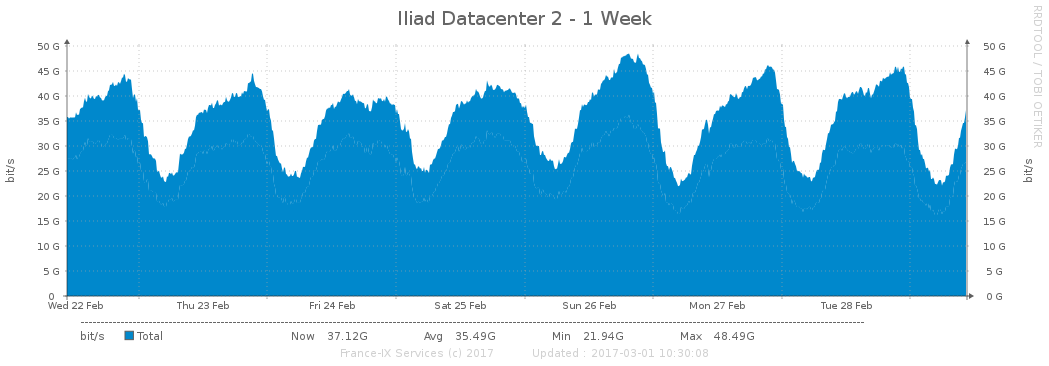 Iliad Datacenter 2 - 1 Week
RRDTOOL / TOBI OETIKER
50 G 50 G
45 G 45 G
40 G 40 G
35 G 35 G
30 G 30 G
25 G 25 G
20 G 20 G
15 G 15 G
10 G 10 G
5 G 5 G
0 0 G
bit/s
bit/s
Wed 22 Feb Thu 23 Feb Fri 24 Feb Sat 25 Feb Sun 26 Feb Mon 27 Feb Tue 28 Feb
bit/s Total Now 37.12G Avg 35.49G Min 21.94G Max 48.49G
France-IX Services (c) 2017 Updated : 2017-03-01 10:30:08